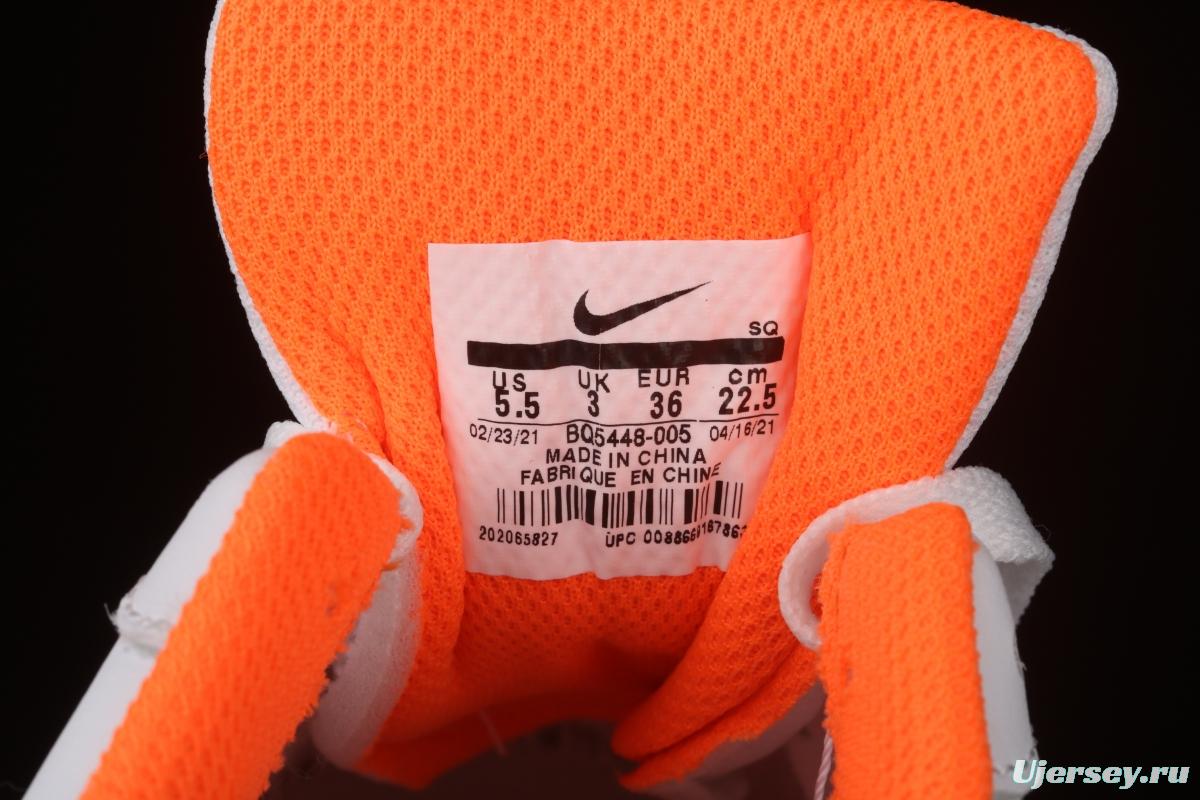 SQ
US UK EUR cm
5.5 3 36 22.5
02/23/21 BQ5448-005 04/16/21
MADE IN CHINA
FABRIQUE EN CHINE
202065827 UPC
Ujersey.ru